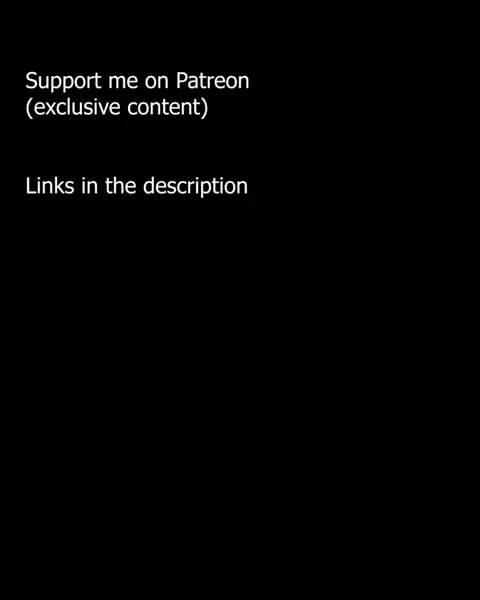 Support me on Patreon
(exclusive content)
Links in the description